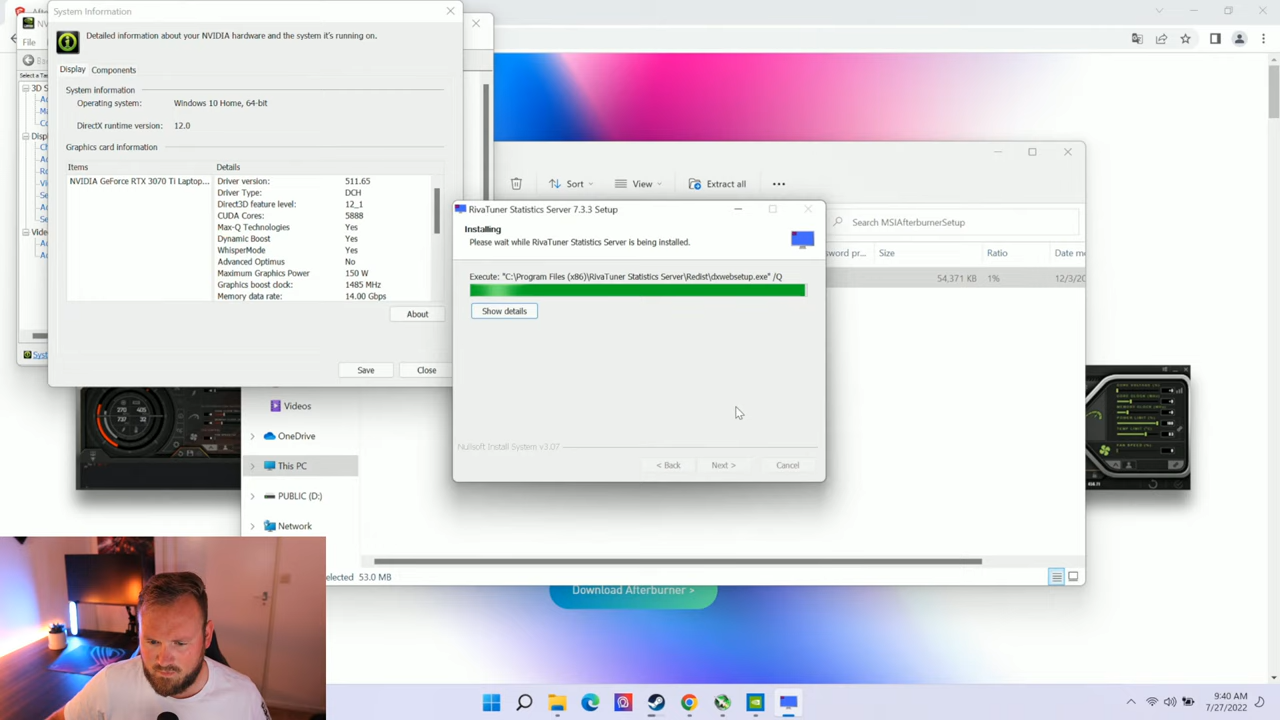 System Information
Detailed information about your NVIDIA hardware and the system it's running on.
File
Display
Components
System information
Operating system: Windows 10 Home, 64-bit
DirectX runtime version: 12.0
Graphics card information
Items Details
NVIDIA GeForce RTX 3070 Ti Laptop...
Driver version: 511.65
Driver Type: DCH
Direct3D feature level: 12_1
CUDA Cores: 5888
Max-Q Technologies Yes
Dynamic Boost Yes
WhisperMode Yes
Advanced Optimus No
Maximum Graphics Power 150 W
Graphics boost clock: 1485 MHz
Memory data rate: 14.00 Gbps
About
Save
Close
Sort
View
Extract all
Search MSIAfterburnerSetup
Size
Ratio
54,371 KB 1% 12/3/20
RivaTuner Statistics Server 7.3.3 Setup
Installing
Please wait while RivaTuner Statistics Server is being installed.
Execute: "C:\Program Files (x86)\RivaTuner Statistics Server\Redist\dxwebsetup.exe" /Q
Show details
Nullsoft Install System v3.07
< Back
Next >
Cancel
Videos
OneDrive
This PC
PUBLIC (D:)
Network
elected 53.0 MB
Download Afterburner >
9:40 AM
7/27/2022